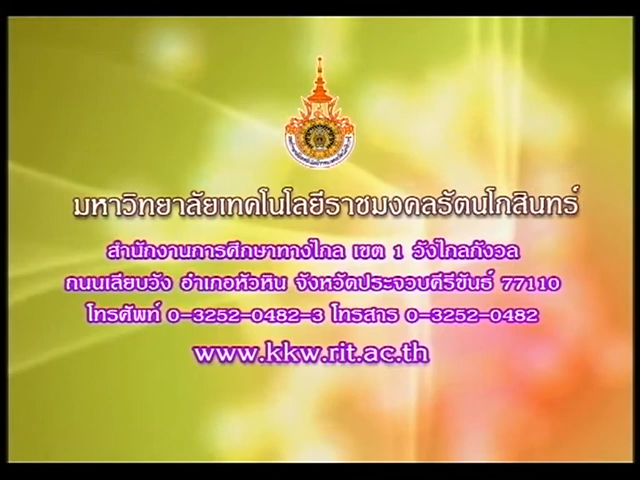 มหาวิทยาลัยเทคโนโลยีราชมงคลรัตนโกสินทร์
สำนักงานการศึกษาทางไกล เขต 1 วังไกลกังวล
ถนนเลียบวัง อำเภอหัวหิน จังหวัดประจวบคีรีขันธ์ 77110
โทรศัพท์ 0-3252-0482-3 โทรสาร 0-3252-0482
www.kkw.rit.ac.th